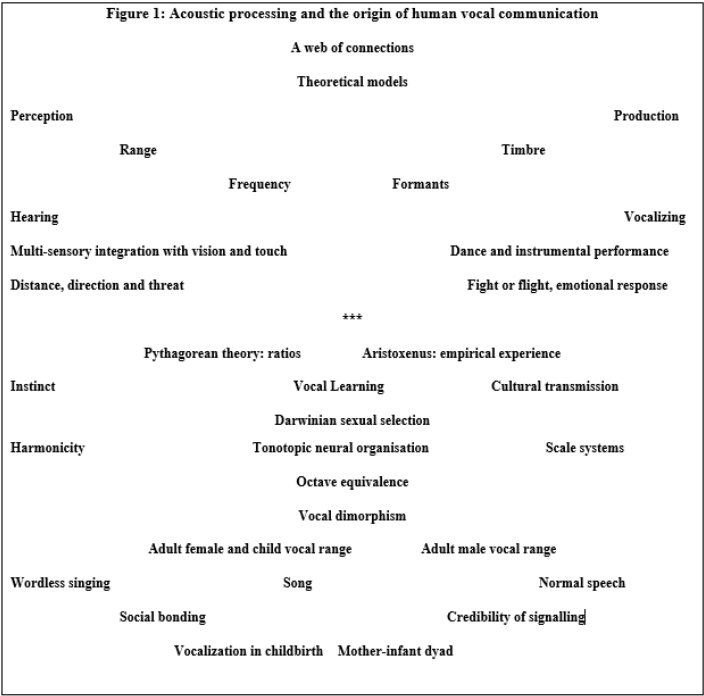 Figure 1: Acoustic processing and the origin of human vocal communication
A web of connections
Theoretical models
Perception Production
Range Timbre
Frequency Formants
Hearing Vocalizing
Multi-sensory integration with vision and touch Dance and instrumental performance
Distance, direction and threat Fight or flight, emotional response
***
Pythagorean theory: ratios Aristoxenus: empirical experience
Instinct Vocal Learning Cultural transmission
Darwinian sexual selection
Harmonicity Tonotopic neural organisation Scale systems
Octave equivalence
Vocal dimorphism
Adult female and child vocal range Adult male vocal range
Wordless singing Song Normal speech
Social bonding Credibility of signalling
Vocalization in childbirth Mother-infant dyad